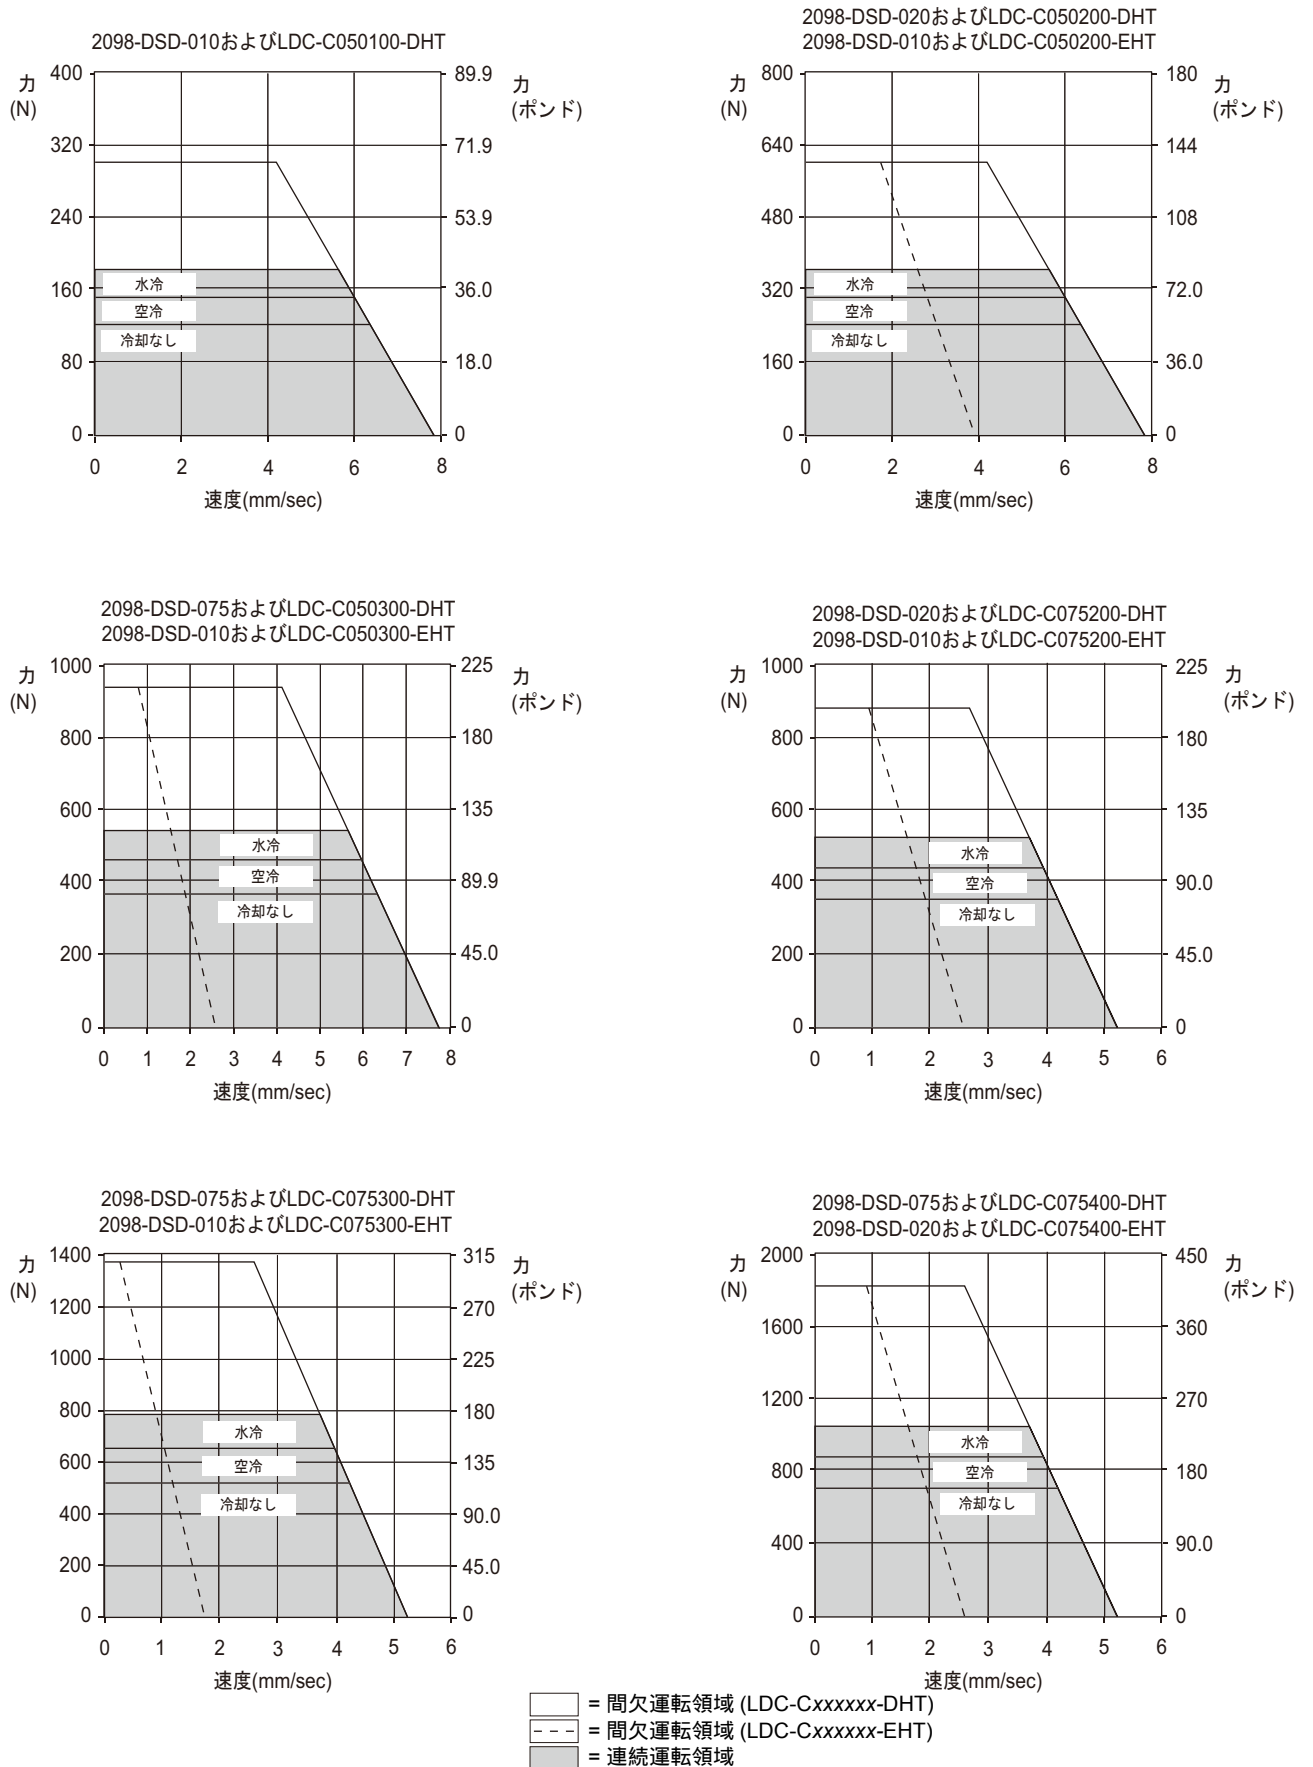 2098-DSD-010およびLDC-C050100-DHT
力
(N)
400
320
240
160
80
0
89.9
71.9
53.9
36.0
18.0
0
力
(ポンド)
水冷
空冷
冷却なし
0 2 4 6 8
速度(mm/sec)
2098-DSD-020およびLDC-C050200-DHT
2098-DSD-010およびLDC-C050200-EHT
力
(N)
800
640
480
320
160
0
180
144
108
72.0
36.0
0
力
(ポンド)
水冷
空冷
冷却なし
0 2 4 6 8
速度(mm/sec)
2098-DSD-075およびLDC-C050300-DHT
2098-DSD-010およびLDC-C050300-EHT
力
(N)
1000
800
600
400
200
0
225
180
135
89.9
45.0
0
力
(ポンド)
水冷
空冷
冷却なし
0 1 2 3 4 5 6 7 8
速度(mm/sec)
2098-DSD-020およびLDC-C075200-DHT
2098-DSD-010およびLDC-C075200-EHT
力
(N)
1000
800
600
400
200
0
225
180
135
90.0
45.0
0
力
(ポンド)
水冷
空冷
冷却なし
0 1 2 3 4 5 6
速度(mm/sec)
2098-DSD-075およびLDC-C075300-DHT
2098-DSD-010およびLDC-C075300-EHT
力
(N)
1400
1200
1000
800
600
400
200
0
315
270
225
180
135
90.0
45.0
0
力
(ポンド)
水冷
空冷
冷却なし
0 1 2 3 4 5 6
速度(mm/sec)
2098-DSD-075およびLDC-C075400-DHT
2098-DSD-020およびLDC-C075400-EHT
力
(N)
2000
1600
1200
800
400
0
450
360
270
180
90.0
0
力
(ポンド)
水冷
空冷
冷却なし
0 1 2 3 4 5 6
速度(mm/sec)
= 間欠運転領域 (LDC-Cxxxxxx-DHT)
= 間欠運転領域 (LDC-Cxxxxxx-EHT)
= 連続運転領域